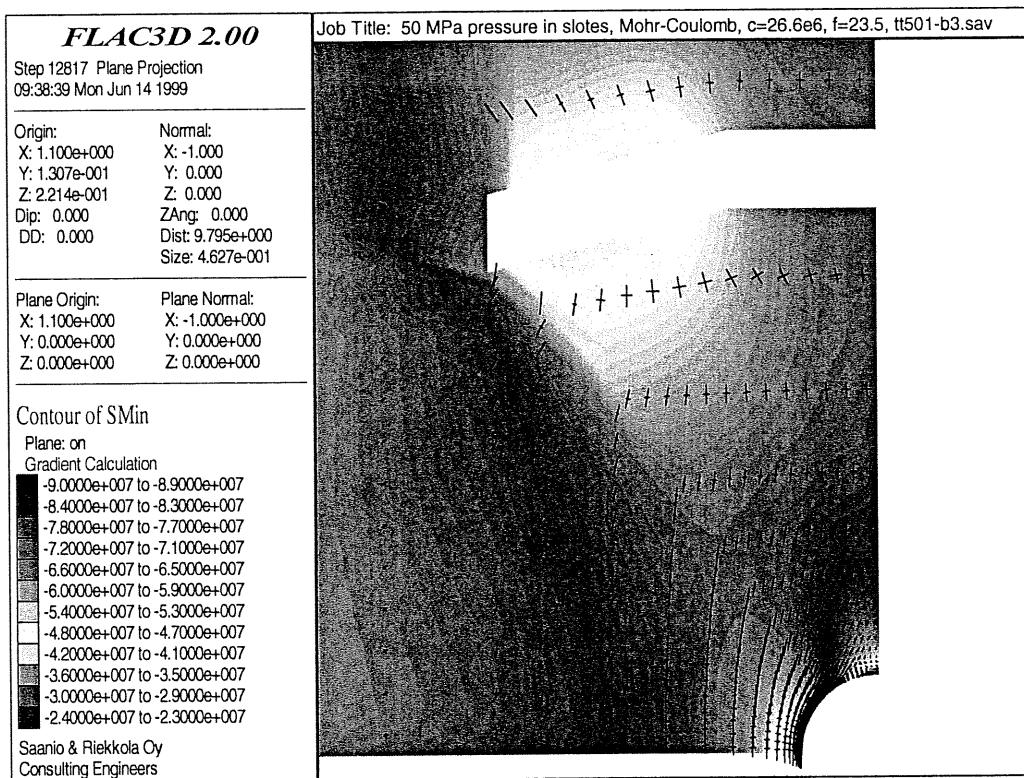 FLAC3D 2.00
Step 12817 Plane Projection
09:38:39 Mon Jun 14 1999
Job Title: 50 MPa pressure in slotes, Mohr-Coulomb, c=26.6e6, f=23.5, tt501-b3.sav
Origin: Normal:
X: 1.100e+000 X: -1.000
Y: 1.307e-001 Y: 0.000
Z: 2.214e-001 Z: 0.000
Dip: 0.000 ZAng: 0.000
DD: 0.000 Dist: 9.795e+000
Size: 4.627e-001
Plane Origin: Plane Normal:
X: 1.100e+000 X: -1.000e+000
Y: 0.000e+000 Y: 0.000e+000
Z: 0.000e+000 Z: 0.000e+000
Contour of SMin
Plane: on
Gradient Calculation
-9.0000e+007 to -8.9000e+007
-8.4000e+007 to -8.3000e+007
-7.8000e+007 to -7.7000e+007
-7.2000e+007 to -7.1000e+007
-6.6000e+007 to -6.5000e+007
-6.0000e+007 to -5.9000e+007
-5.4000e+007 to -5.3000e+007
-4.8000e+007 to -4.7000e+007
-4.2000e+007 to -4.1000e+007
-3.6000e+007 to -3.5000e+007
-3.0000e+007 to -2.9000e+007
-2.4000e+007 to -2.3000e+007
Saanio & Riekkola Oy
Consulting Engineers